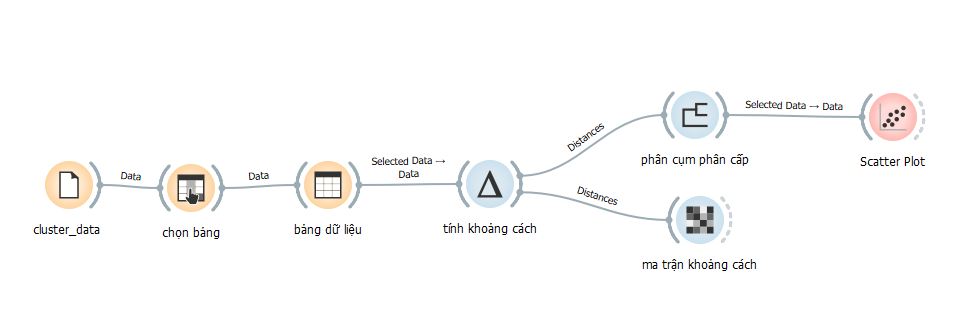 cluster_data
Data
chọn bảng
Data
bảng dữ liệu
Selected Data →
Data
tính khoảng cách
Distances
phân cụm phân cấp
Selected Data → Data
Scatter Plot
Distances
ma trận khoảng cách